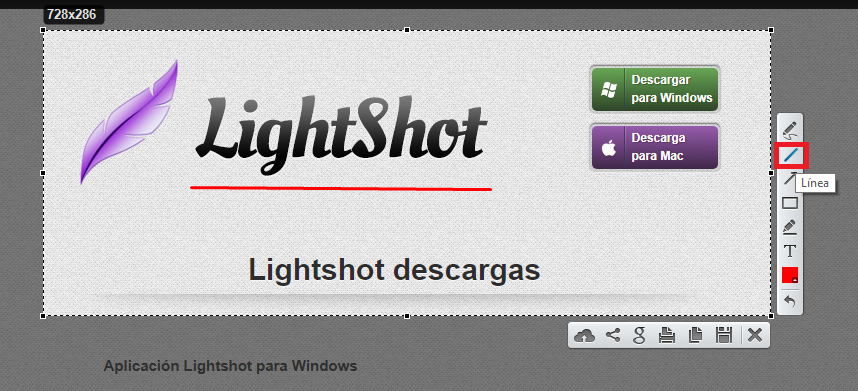 728x286
LightShot
Descargar
para Windows
Descarga
para Mac
Línea
T
Lightshot descargas
g
Aplicación Lightshot para Windows